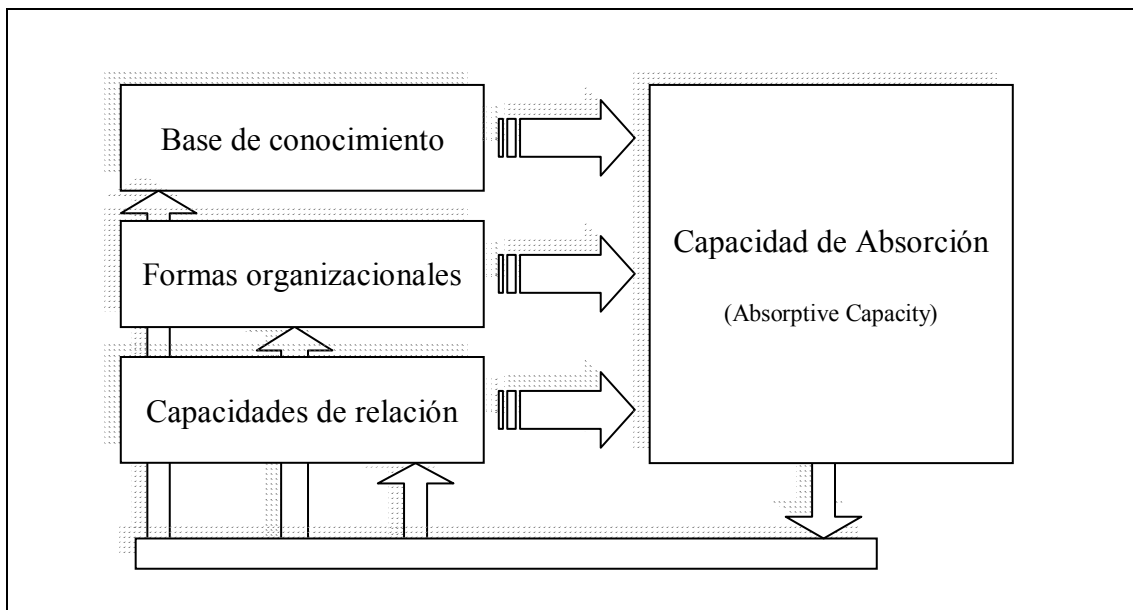 Base de conocimiento
Formas organizacionales
Capacidades de relación
Capacidad de Absorción
(Absorptive Capacity)